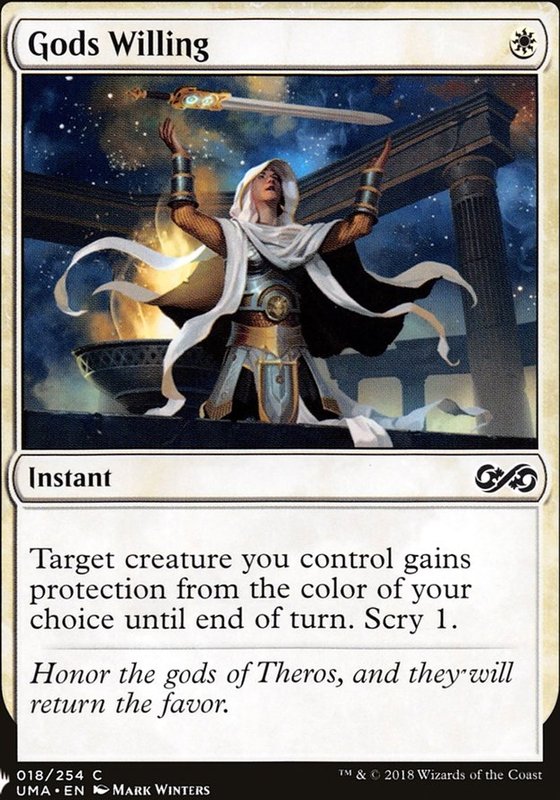 Gods Willing
Instant
Target creature you control gains
protection from the color of your
choice until end of turn. Scry 1.
Honor the gods of Theros, and they will
return the favor.
018/254 C
UMA • EN Mark Winters
™ & © 2018 Wizards of the Coast